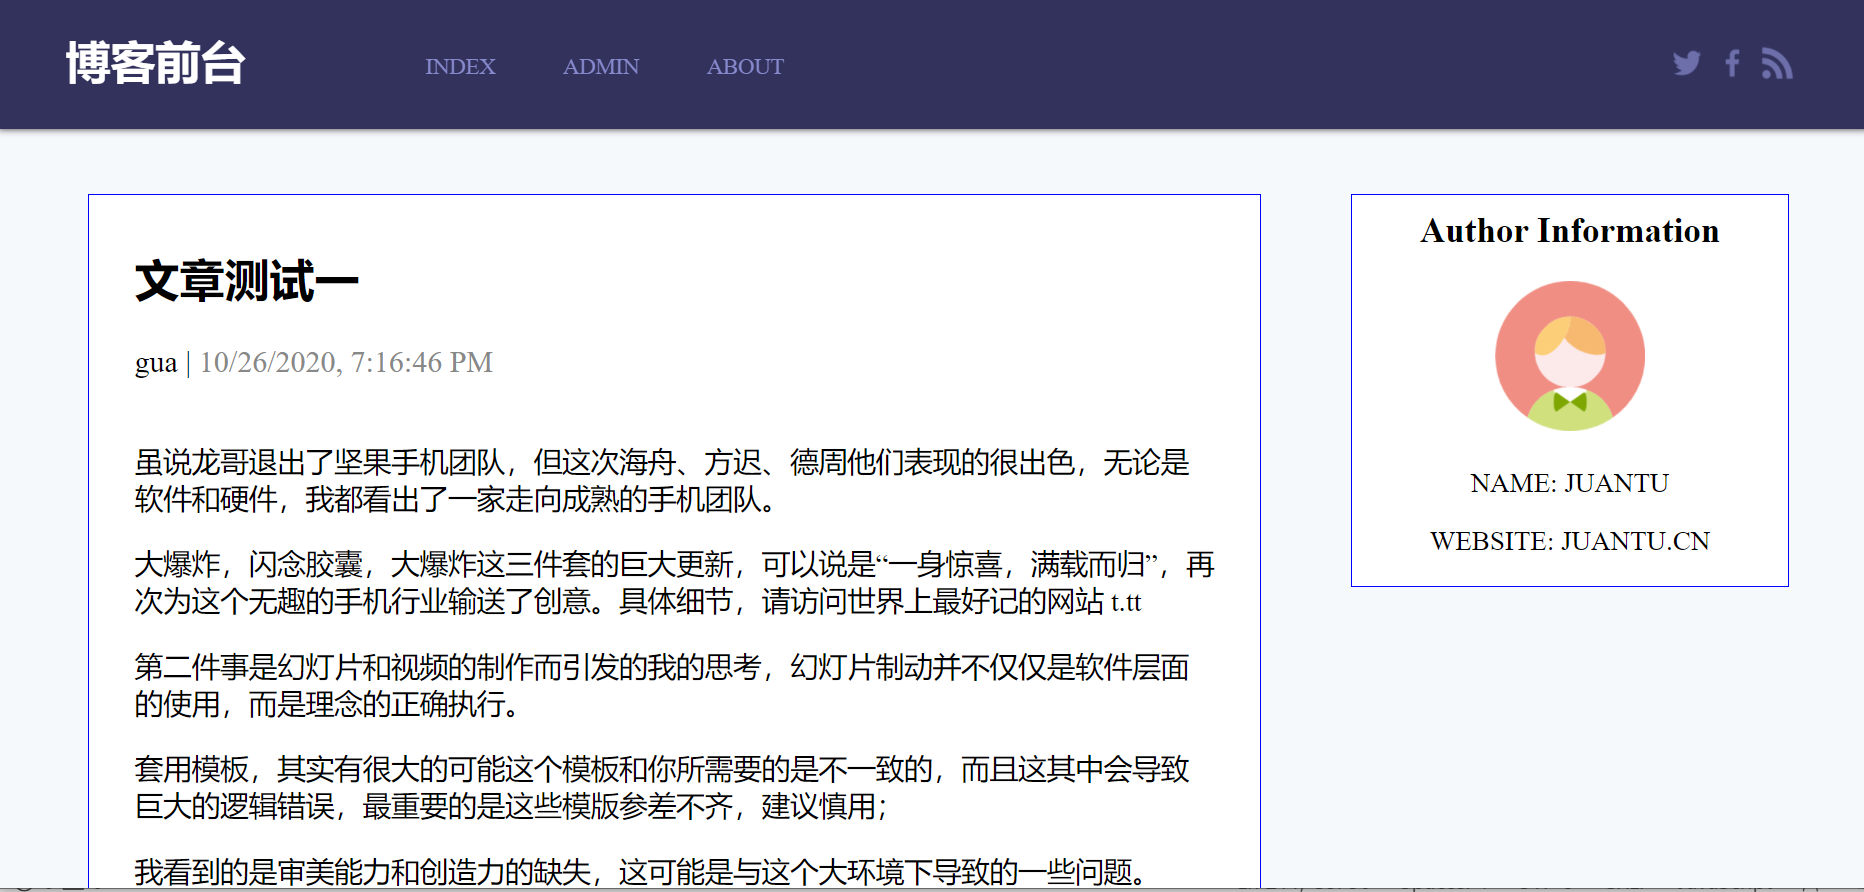 博客前台
INDEX ADMIN ABOUT
文章测试一
gua | 10/26/2020, 7:16:46 PM
虽说龙哥退出了坚果手机团队，但这次海舟、方迟、德周他们表现的很出色，无论是
软件和硬件，我都看出了一家走向成熟的手机团队。
大爆炸，闪念胶囊，大爆炸这三件套的巨大更新，可以说是“一身惊喜，满载而归”，再
次为这个无趣的手机行业输送了创意。具体细节，请访问世界上最好记的网站 t.tt
第二件事是幻灯片和视频的制作而引发的我的思考，幻灯片制动并不仅仅是软件层面
的使用，而是理念的正确执行。
套用模板，其实有很大的可能这个模板和你所需要的是不一致的，而且这其中会导致
巨大的逻辑错误，最重要的是这些模版参差不齐，建议慎用；
我看到的是审美能力和创造力的缺失，这可能是与这个大环境下导致的一些问题。
Author Information
NAME: JUANTU
WEBSITE: JUANTU.CN